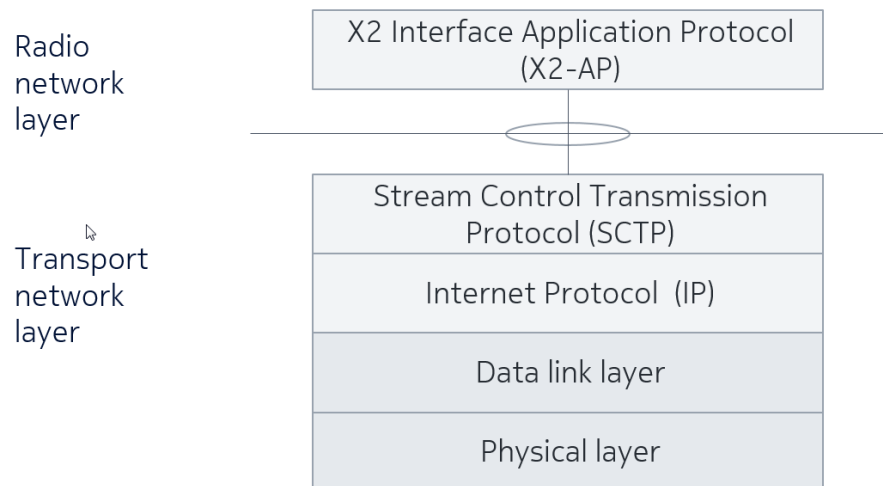 Radio
network
layer
X2 Interface Application Protocol
(X2-AP)
Transport
network
layer
Stream Control Transmission
Protocol (SCTP)
Internet Protocol  (IP)
Data link layer
Physical layer